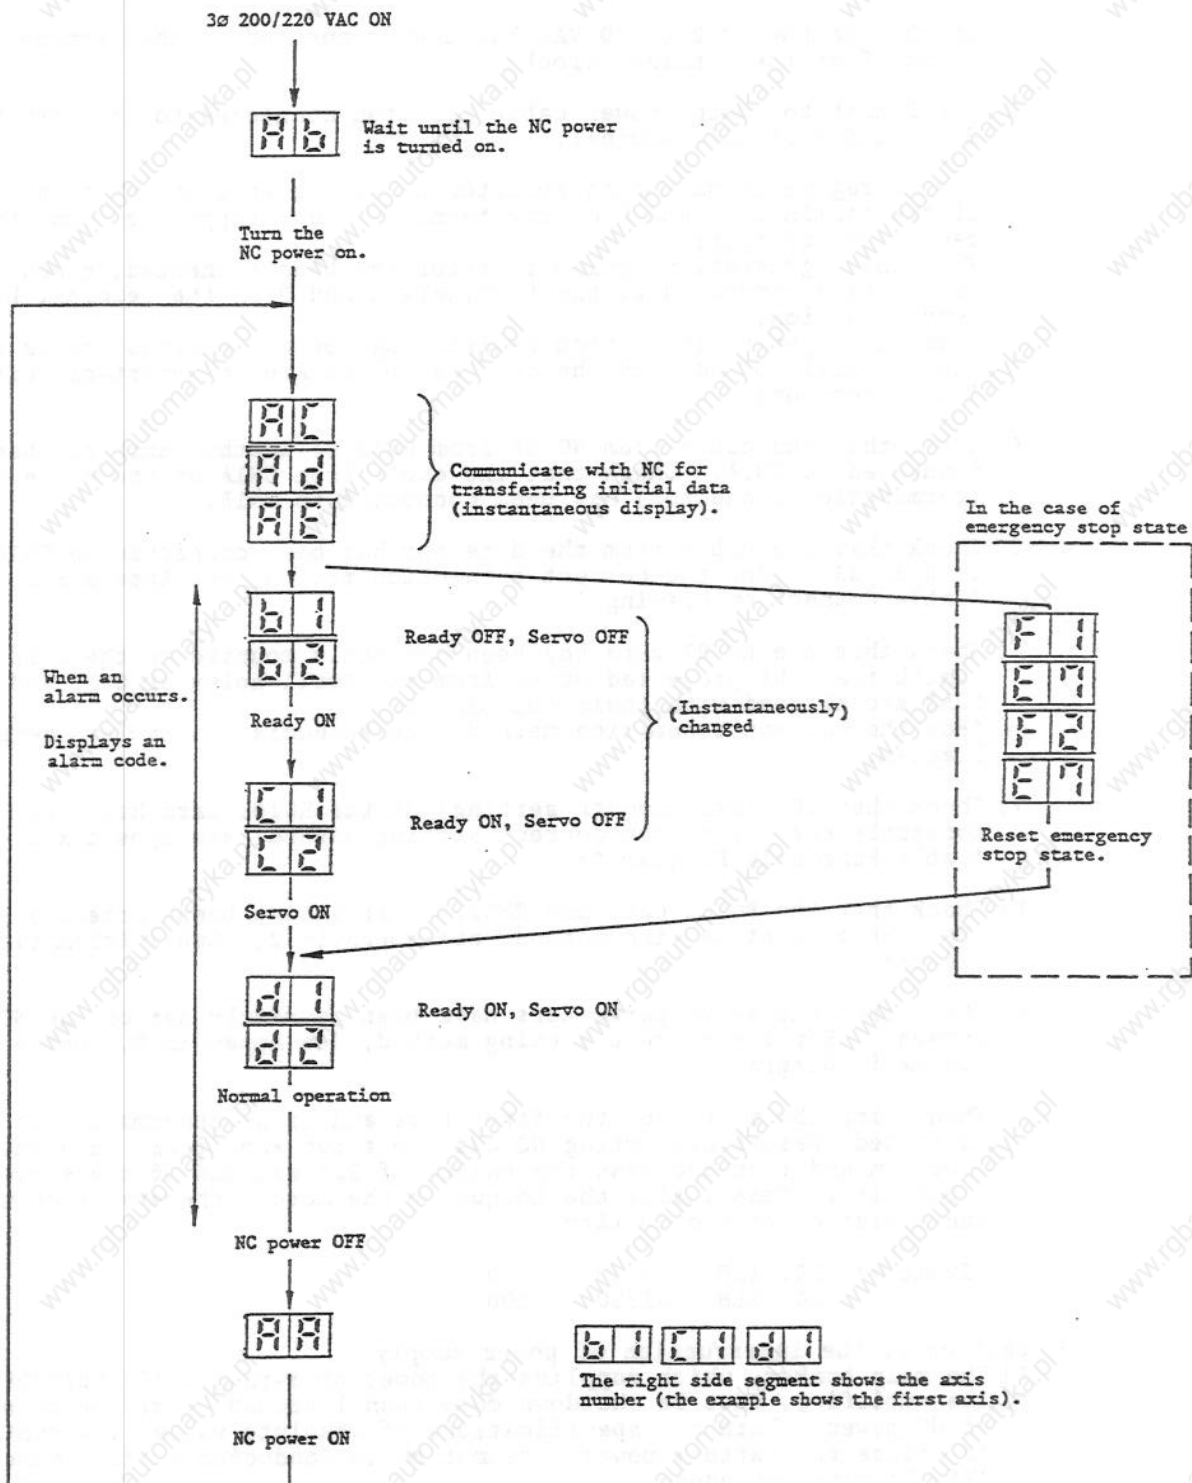 3ø 200/220 VAC ON
Ab
Wait until the NC power
is turned on.
Turn the
NC power on.
AC
Ad
AE
Communicate with NC for
transferring initial data
(instantaneous display).
In the case of
emergency stop state
b1
b2
Ready OFF, Servo OFF
F1
E7
F2
E7
When an
alarm occurs.
Displays an
alarm code.
Ready ON
(Instantaneously)
changed
C1
C2
Ready ON, Servo OFF
Reset emergency
stop state.
Servo ON
d1
d2
Ready ON, Servo ON
Normal operation
NC power OFF
AA
b1 C1 d1
The right side segment shows the axis
number (the example shows the first axis).
NC power ON
www.rgbautomatyka.pl